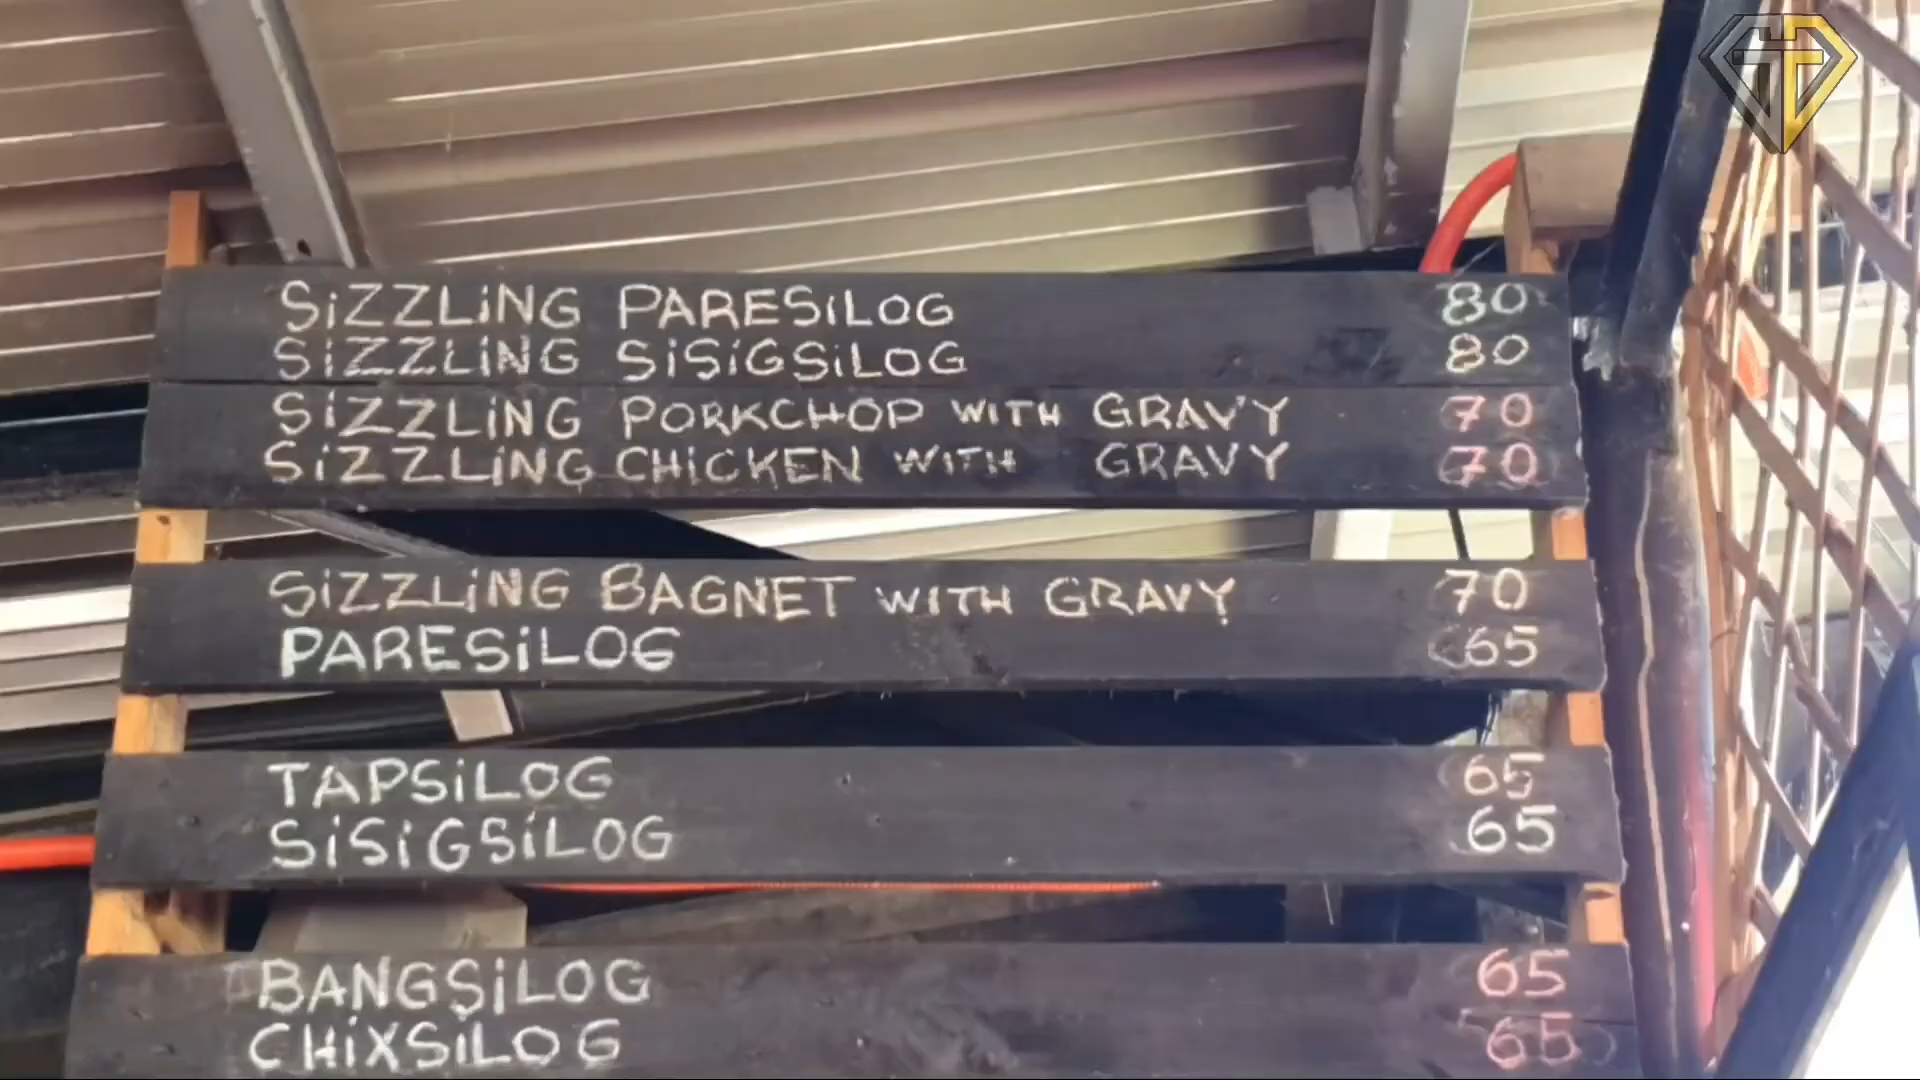 SiZZLiNG PARESiLOG 80
SiZZLiNG SiSiGSiLOG 80
SiZZLiNG PORKCHOP WITH GRAVY 70
SiZZLiNG CHiCKEN WITH GRAVY 70
SiZZLiNG BAGNET WITH GRAVY 70
PARESiLOG 65
TAPSiLOG 65
SiSiGSiLOG 65
BANGSiLOG 65
CHiXSiLOG 65